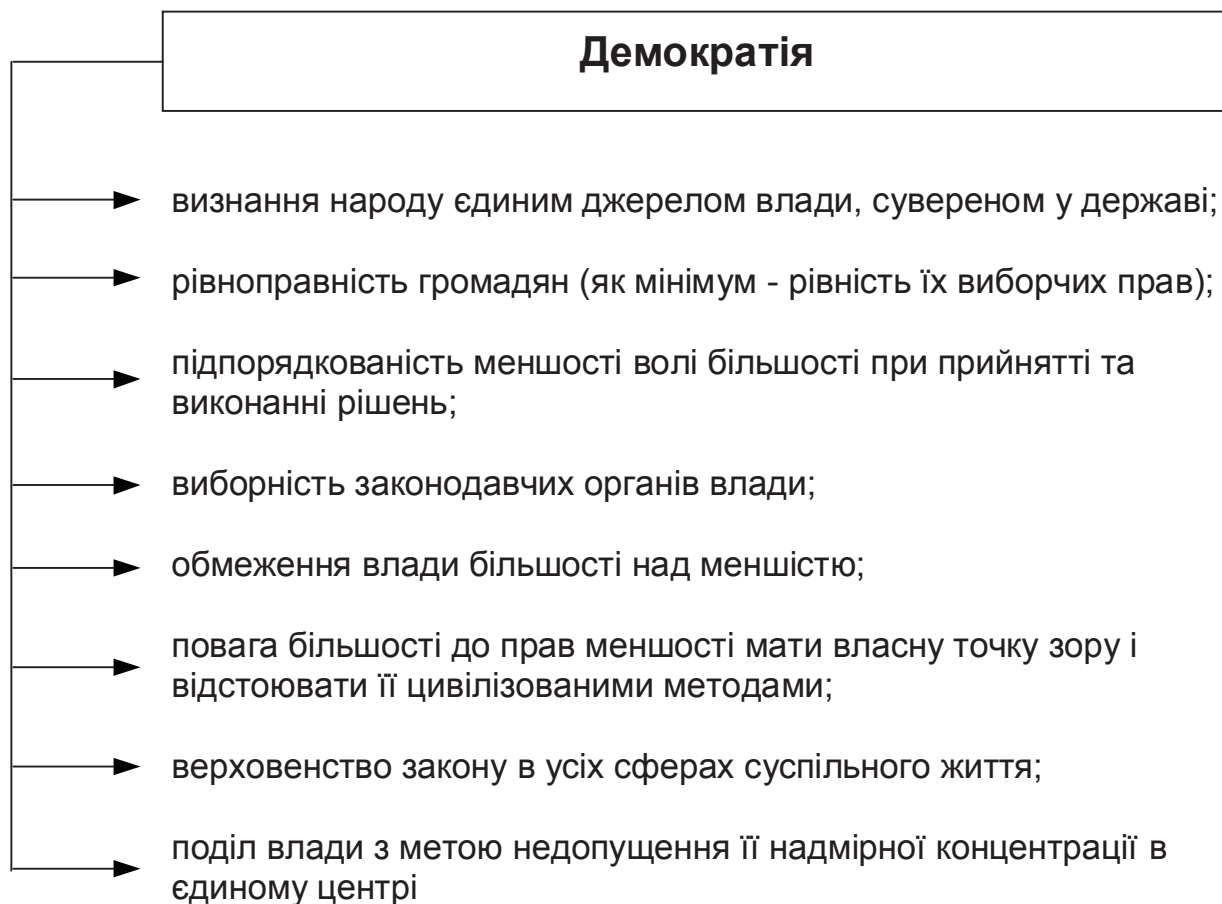 Демократія
визнання народу єдиним джерелом влади, сувереном у державі;
рівноправність громадян (як мінімум - рівність їх виборчих прав);
підпорядкованість меншості волі більшості при прийнятті та
виконанні рішень;
виборність законодавчих органів влади;
обмеження влади більшості над меншістю;
повага більшості до прав меншості мати власну точку зору і
відстоювати її цивілізованими методами;
верховенство закону в усіх сферах суспільного життя;
поділ влади з метою недопущення її надмірної концентрації в
єдиному центрі